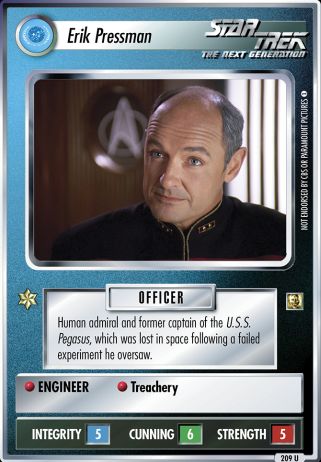 Erik Pressman
STAR TREK
THE NEXT GENERATION
NOT ENDORSED BY CBS OR PARAMOUNT PICTURES
OFFICER
Human admiral and former captain of the U.S.S.
Pegasus, which was lost in space following a failed
experiment he oversaw.
ENGINEER Treachery
INTEGRITY 5 CUNNING 6 STRENGTH 5
209 U